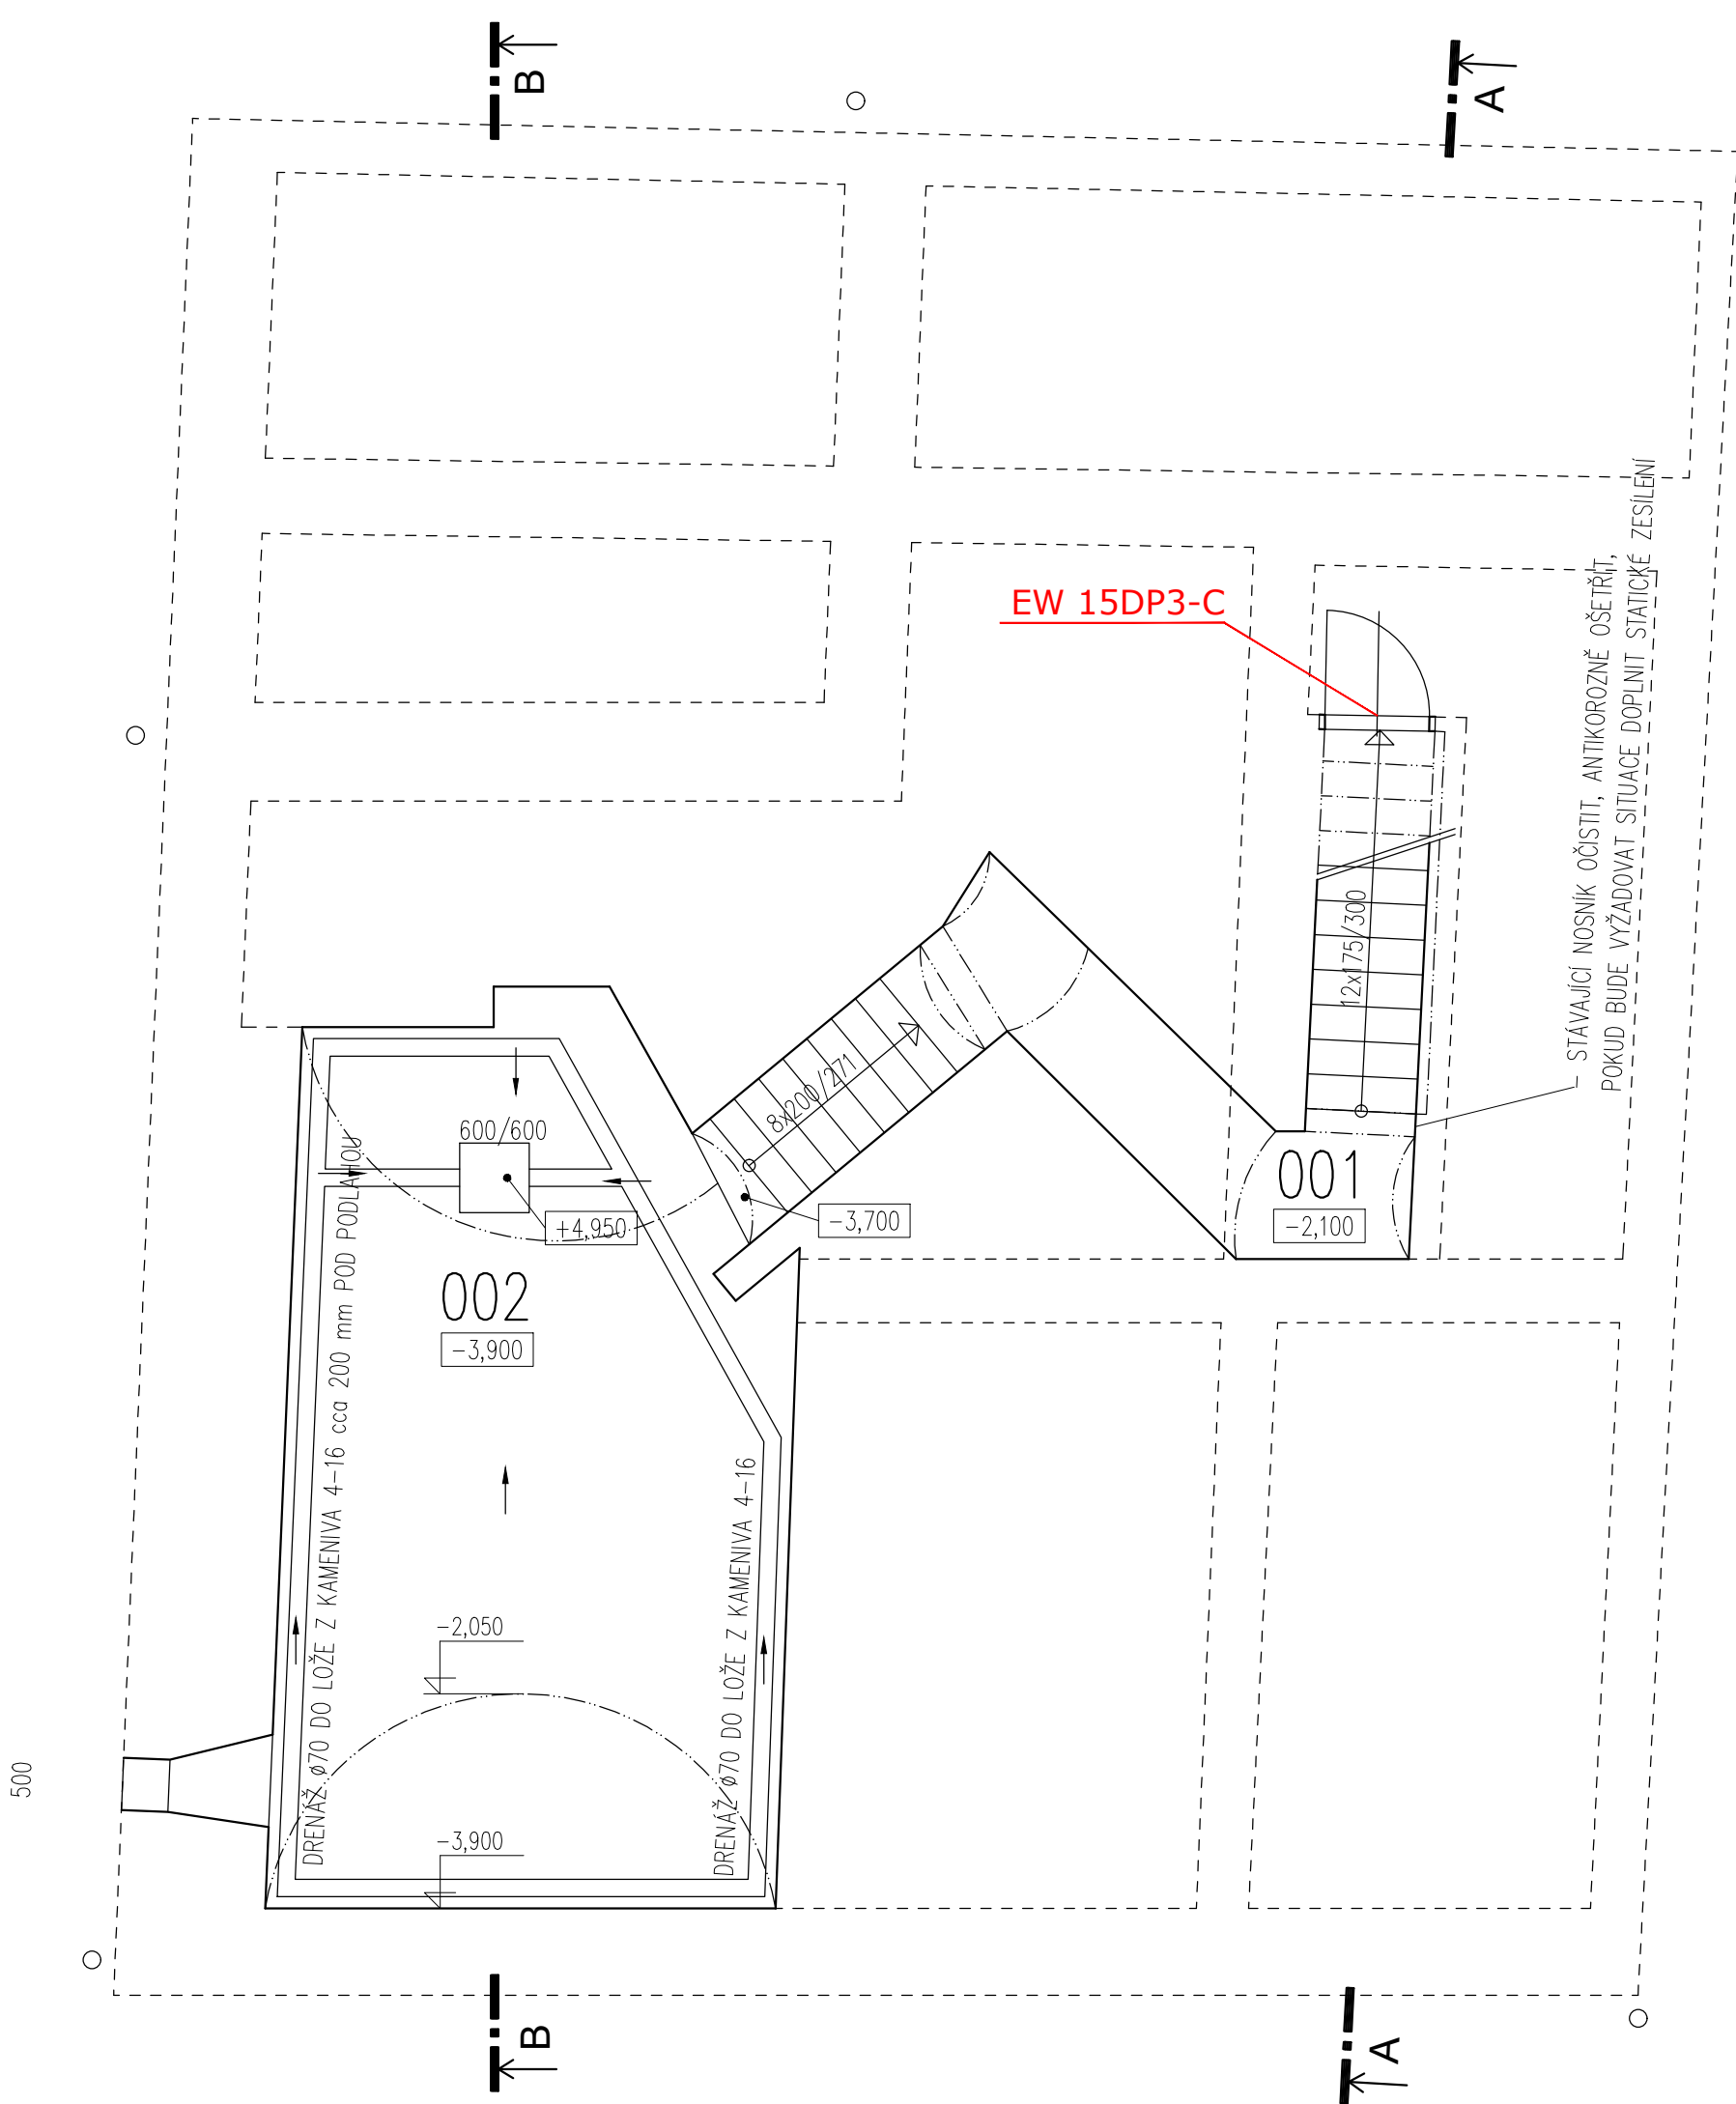 B
A
EW 15DP3-C
STÁVAJÍCÍ NOSNÍK OČISTIT, ANTIKOROZNĚ OŠETŘIT,
POKUD BUDE VYŽADOVAT SITUACE DOPLNIT STATICKÉ ZESÍLENÍ
12x175/300
8x200/271
600/600
+4,950
-3,700
001
-2,100
002
-3,900
DRENÁŽ ø70 DO LOŽE Z KAMENIVA 4-16 cca 200 mm POD PODLAHOU
DRENÁŽ ø70 DO LOŽE Z KAMENIVA 4-16
-2,050
500
-3,900
B
A